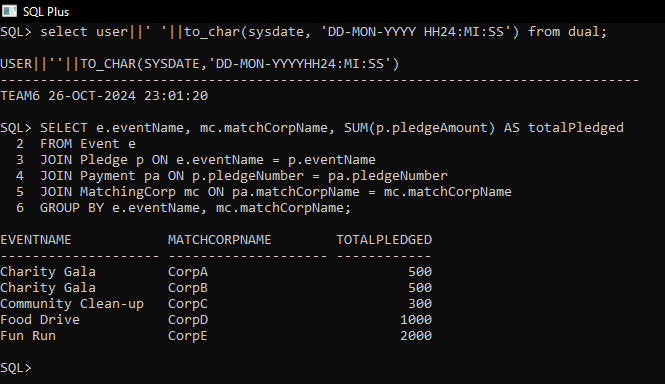 SQL Plus
SQL> select user||' '||to_char(sysdate, 'DD-MON-YYYY HH24:MI:SS') from dual;
USER||''||TO_CHAR(SYSDATE,'DD-MON-YYYYHH24:MI:SS')
--------------------------------------------------------------------------------
TEAM6 26-OCT-2024 23:01:20
SQL> SELECT e.eventName, mc.matchCorpName, SUM(p.pledgeAmount) AS totalPledged
  2  FROM Event e
  3  JOIN Pledge p ON e.eventName = p.eventName
  4  JOIN Payment pa ON p.pledgeNumber = pa.pledgeNumber
  5  JOIN MatchingCorp mc ON pa.matchCorpName = mc.matchCorpName
  6  GROUP BY e.eventName, mc.matchCorpName;
EVENTNAME            MATCHCORPNAME        TOTALPLEDGED
-------------------- -------------------- ------------
Charity Gala         CorpA                         500
Charity Gala         CorpB                         500
Community Clean-up   CorpC                         300
Food Drive           CorpD                        1000
Fun Run              CorpE                        2000
SQL>